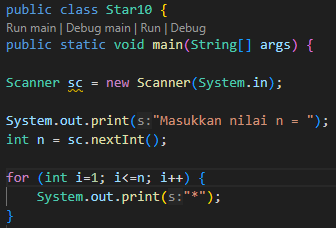 public class Star10 {
Run main | Debug main | Run | Debug
public static void main(String[] args) {
Scanner sc = new Scanner(System.in);
System.out.print(s:"Masukkan nilai n = ");
int n = sc.nextInt();
for (int i=1; i<=n; i++) {
System.out.print(s:"*");
}